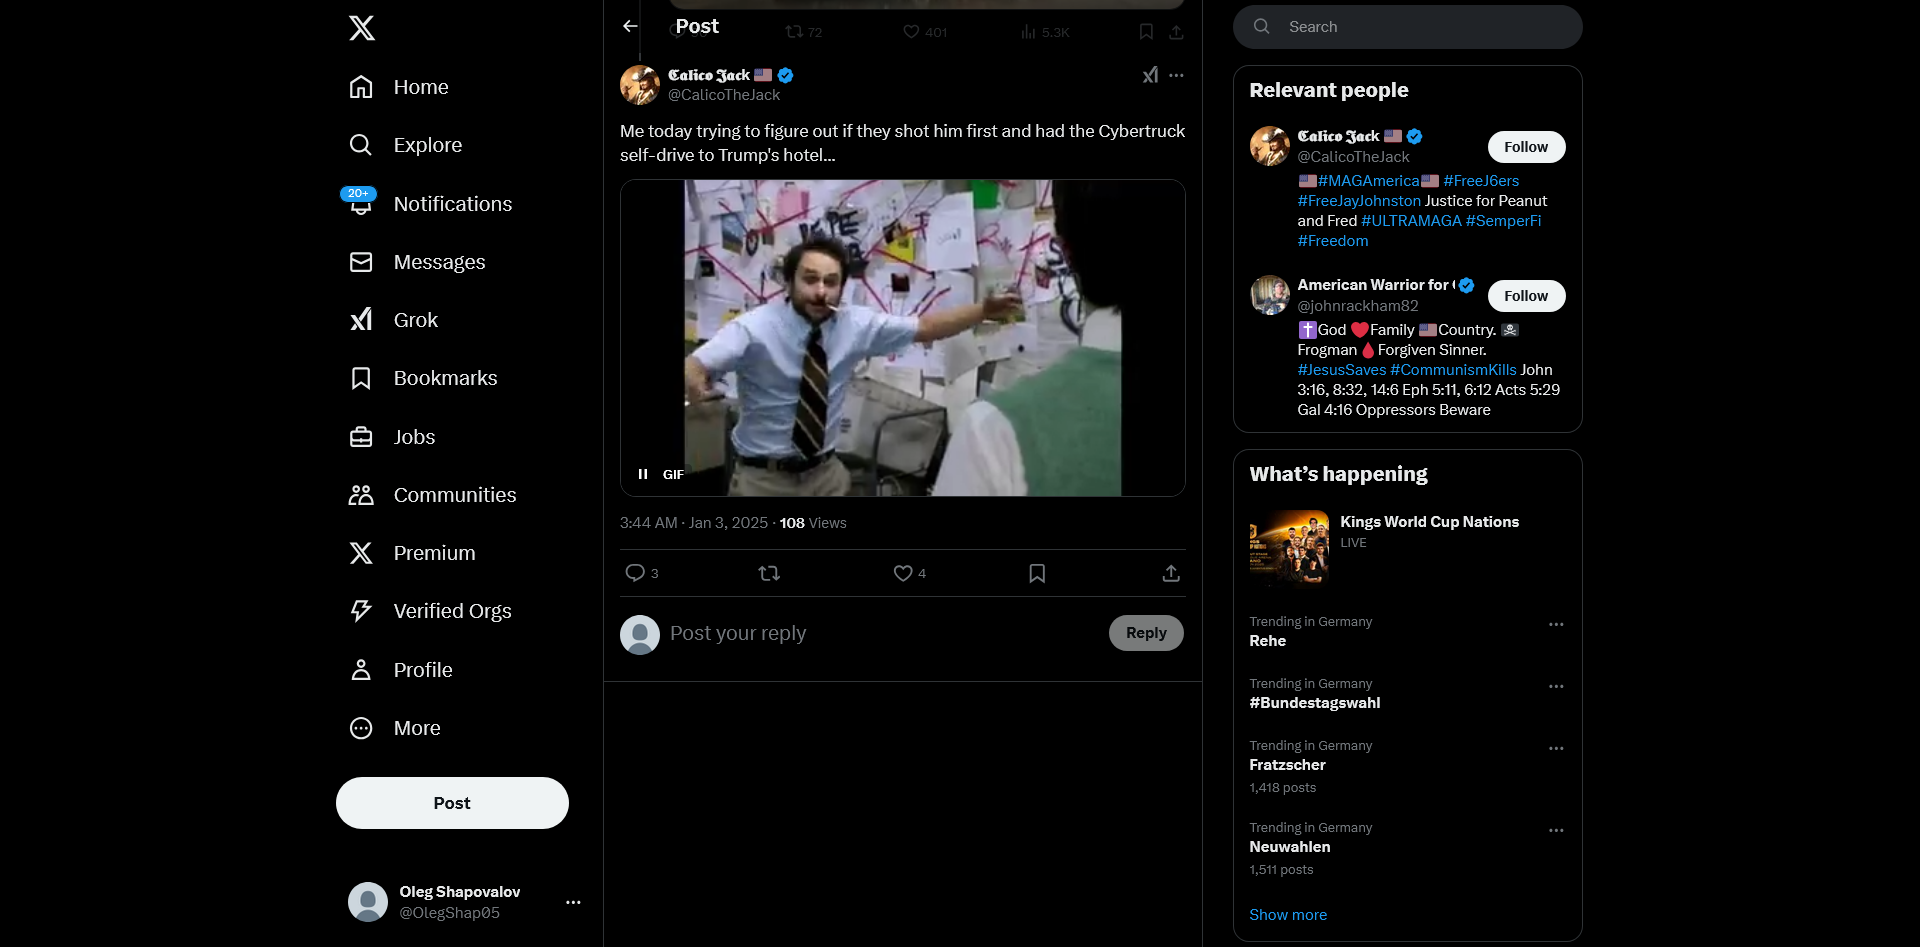 Home
Explore
20+
Notifications
Messages
Grok
Bookmarks
Jobs
Communities
Premium
Verified Orgs
Profile
More
Post
Oleg Shapovalov
@OlegShap05
Post
72
401
5.3K
Calico Jack
@CalicoTheJack
Me today trying to figure out if they shot him first and had the Cybertruck
self-drive to Trump's hotel...
GIF
3:44 AM · Jan 3, 2025 · 108 Views
3
4
Post your reply
Reply
Search
Relevant people
Calico Jack
@CalicoTheJack
Follow
#MAGAmerica #FreeJ6ers
#FreeJayJohnston Justice for Peanut
and Fred #ULTRAMAGA #SemperFi
#Freedom
American Warrior for
@johnrackham82
Follow
God Family Country.
Frogman Forgiven Sinner.
#JesusSaves #CommunismKills John
3:16, 8:32, 14:6 Eph 5:11, 6:12 Acts 5:29
Gal 4:16 Oppressors Beware
What's happening
Kings World Cup Nations
LIVE
Trending in Germany
Rehe
Trending in Germany
#Bundestagswahl
Trending in Germany
Fratzscher
1,418 posts
Trending in Germany
Neuwahlen
1,511 posts
Show more